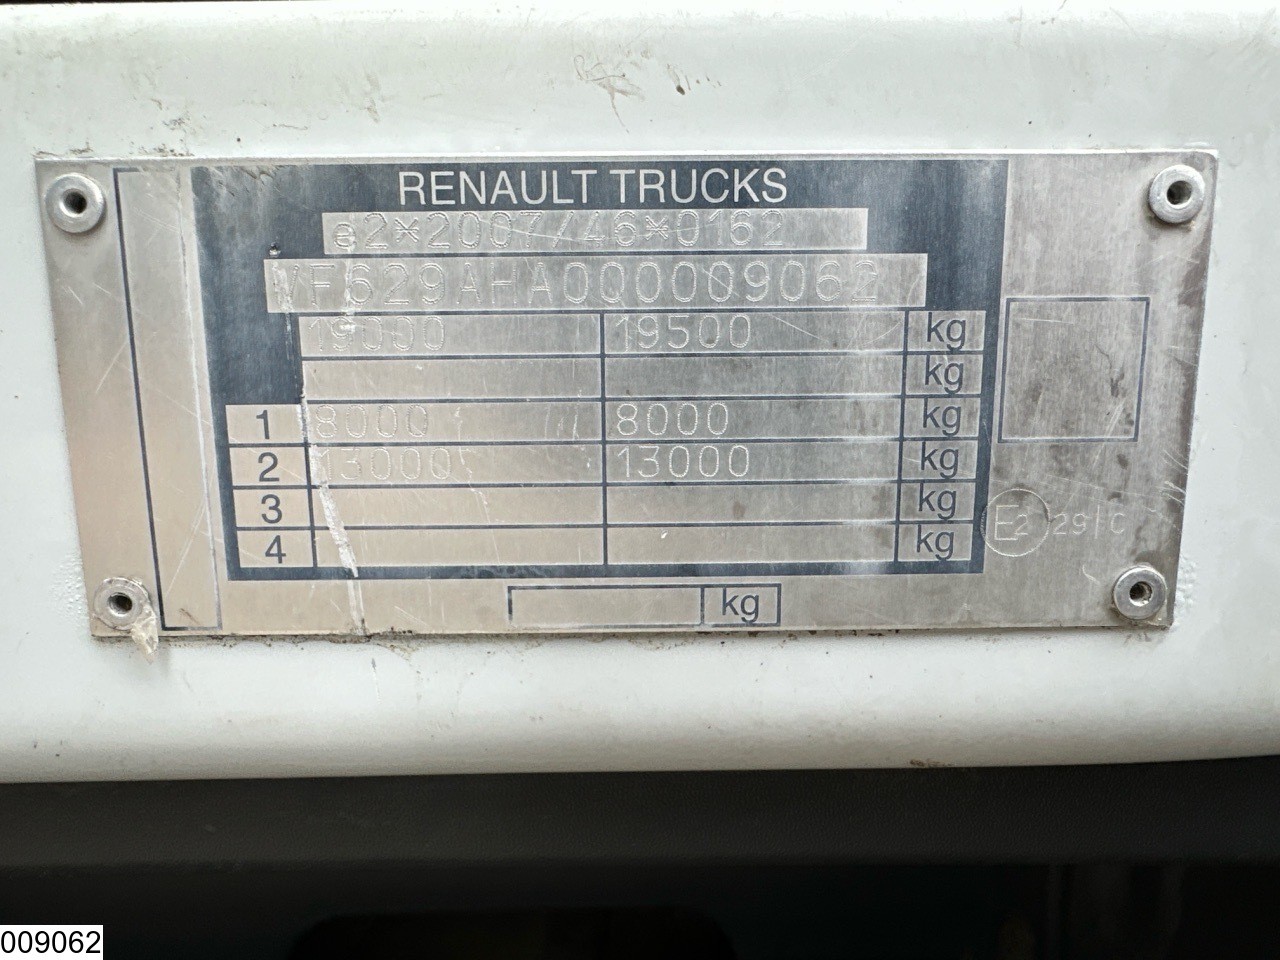 RENAULT TRUCKS
e2*2007/46*0162
VF629AHA000009062
19000 19500 kg
kg
1 8000 8000 kg
2 13000 13000 kg
3 kg
4 kg
E2 29 I C
kg
009062